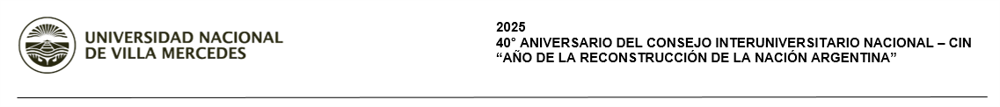 UNIVERSIDAD NACIONAL
DE VILLA MERCEDES
2025
40° ANIVERSARIO DEL CONSEJO INTERUNIVERSITARIO NACIONAL – CIN
“AÑO DE LA RECONSTRUCCIÓN DE LA NACIÓN ARGENTINA”